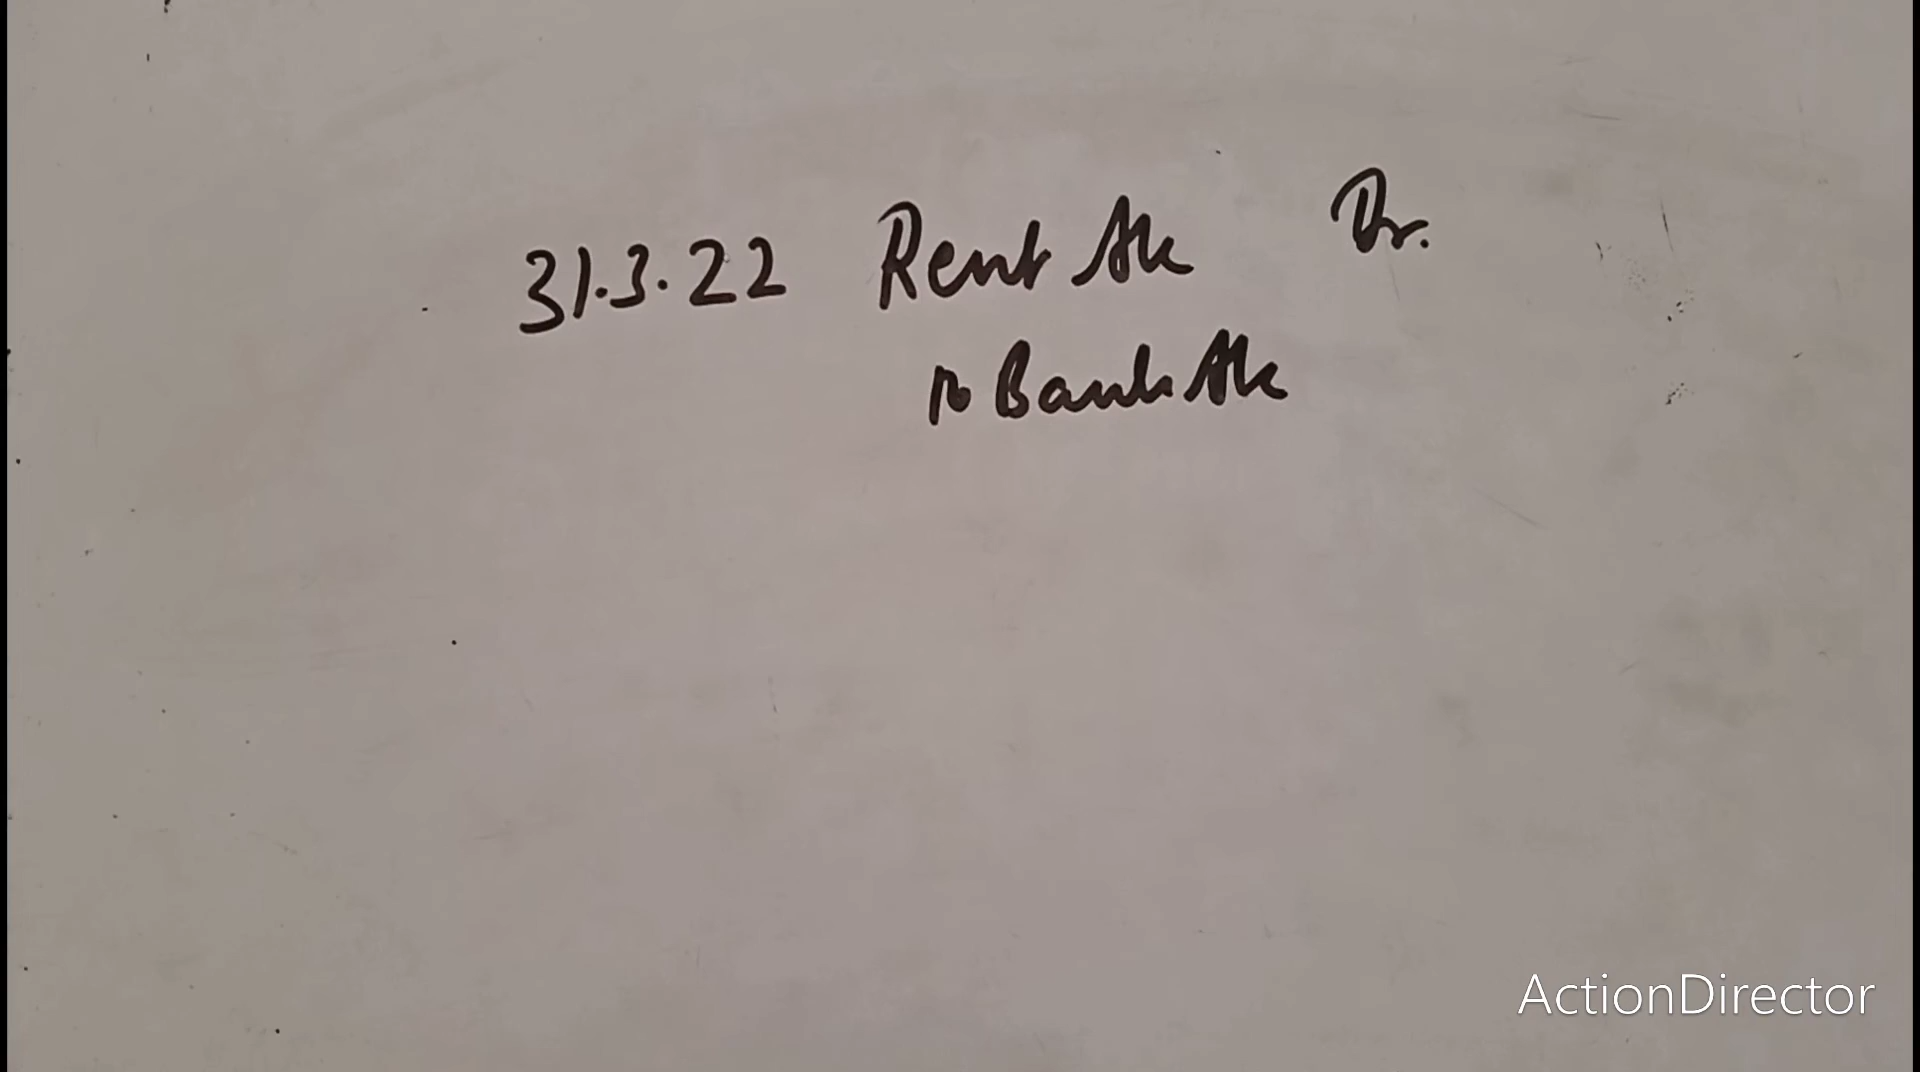 31.3.22 Rent A/c Dr.
To Bank A/c
ActionDirector